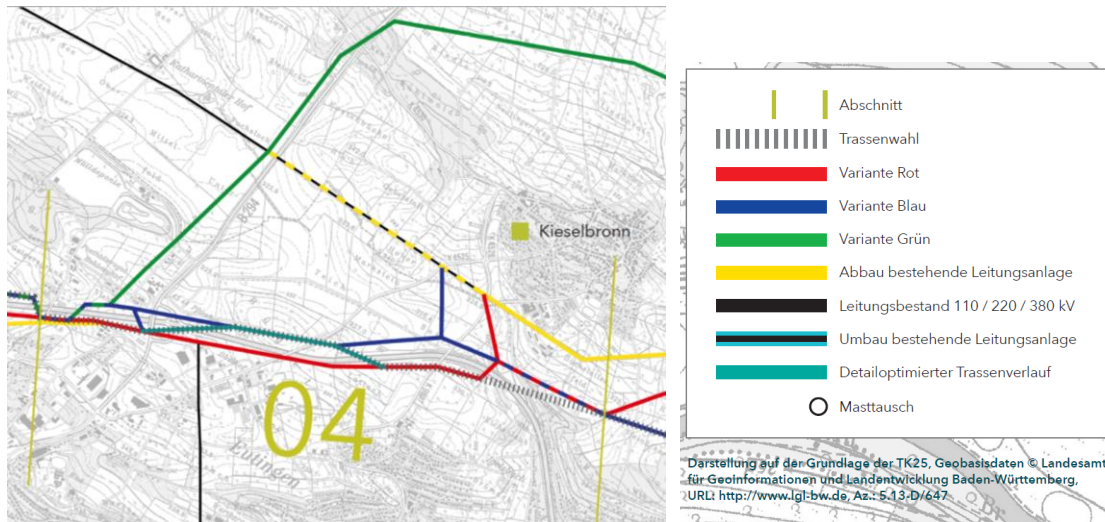 Katharinentaler Hof
B 294
Kieselbronn
04
Eutingen
Abschnitt
Trassenwahl
Variante Rot
Variante Blau
Variante Grün
Abbau bestehende Leitungsanlage
Leitungsbestand 110 / 220 / 380 kV
Umbau bestehende Leitungsanlage
Detailoptimierter Trassenverlauf
Masttausch
Darstellung auf der Grundlage der TK25, Geobasisdaten © Landesamt
für Geoinformationen und Landentwicklung Baden-Württemberg,
URL: http://www.lgl-bw.de, Az.: 5.13-D/647